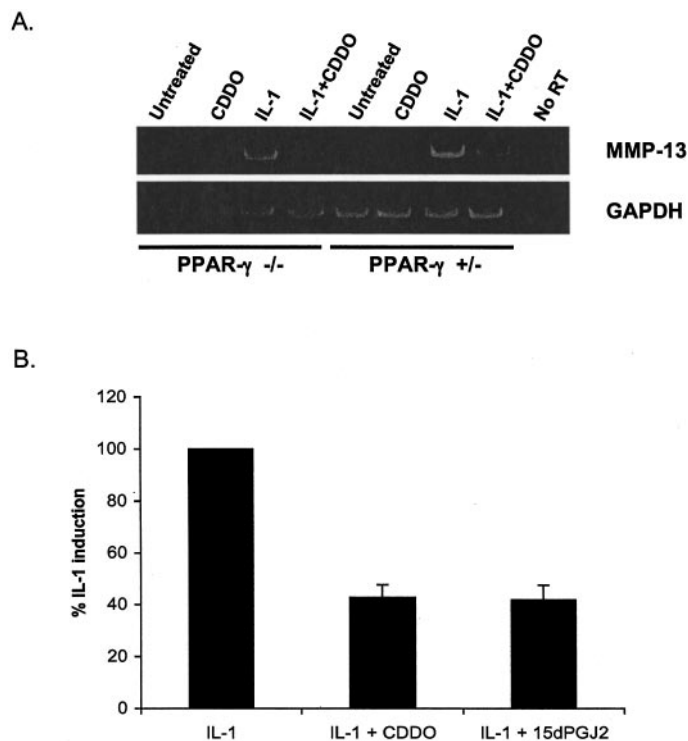 A.
Untreated
CDDO
IL-1
IL-1+CDDO
Untreated
CDDO
IL-1
IL-1+CDDO
No RT
MMP-13
GAPDH
PPAR-γ -/-
PPAR-γ +/-
B.
120
100
80
60
40
20
0
% IL-1 induction
IL-1
IL-1 + CDDO
IL-1 + 15dPGJ2